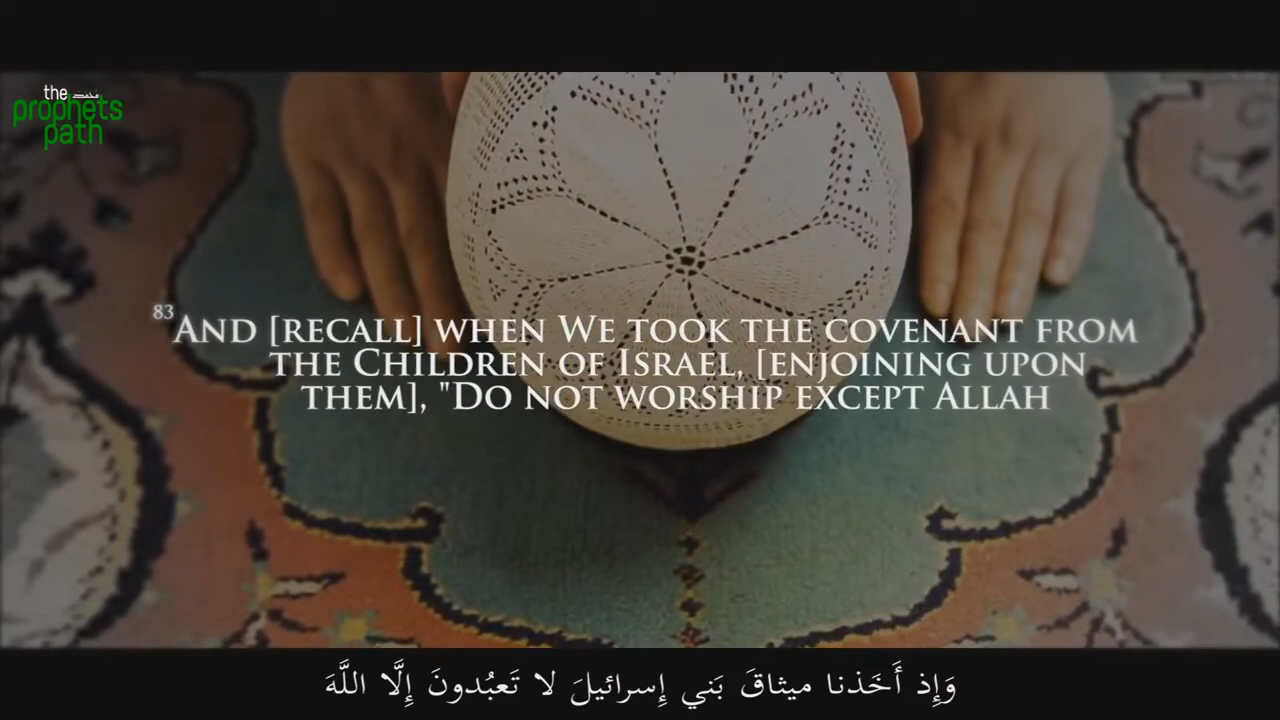 the محمد
prophets
path
83 And [recall] when We took the covenant from
the Children of Israel, [enjoining upon
them], "Do not worship except Allah
وَإِذ أَخَذنا ميثاقَ بَني إِسرائيلَ لا تَعبُدونَ إِلَّا اللَّهَ